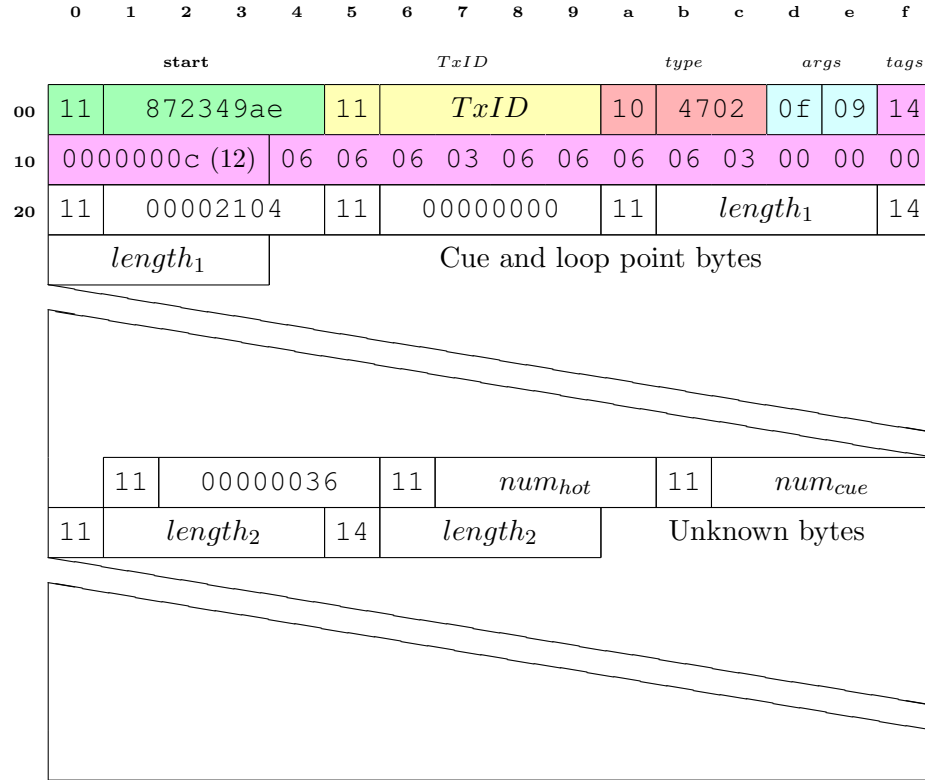 0 1 2 3 4 5 6 7 8 9 a b c d e f
start TxID type args tags
00 11 872349ae 11 TxID 10 4702 0f 09 14
10 0000000c (12) 06 06 06 03 06 06 06 06 03 00 00 00
20 11 00002104 11 00000000 11 length₁ 14
length₁ Cue and loop point bytes
11 00000036 11 num_hot 11 num_cue
11 length₂ 14 length₂ Unknown bytes